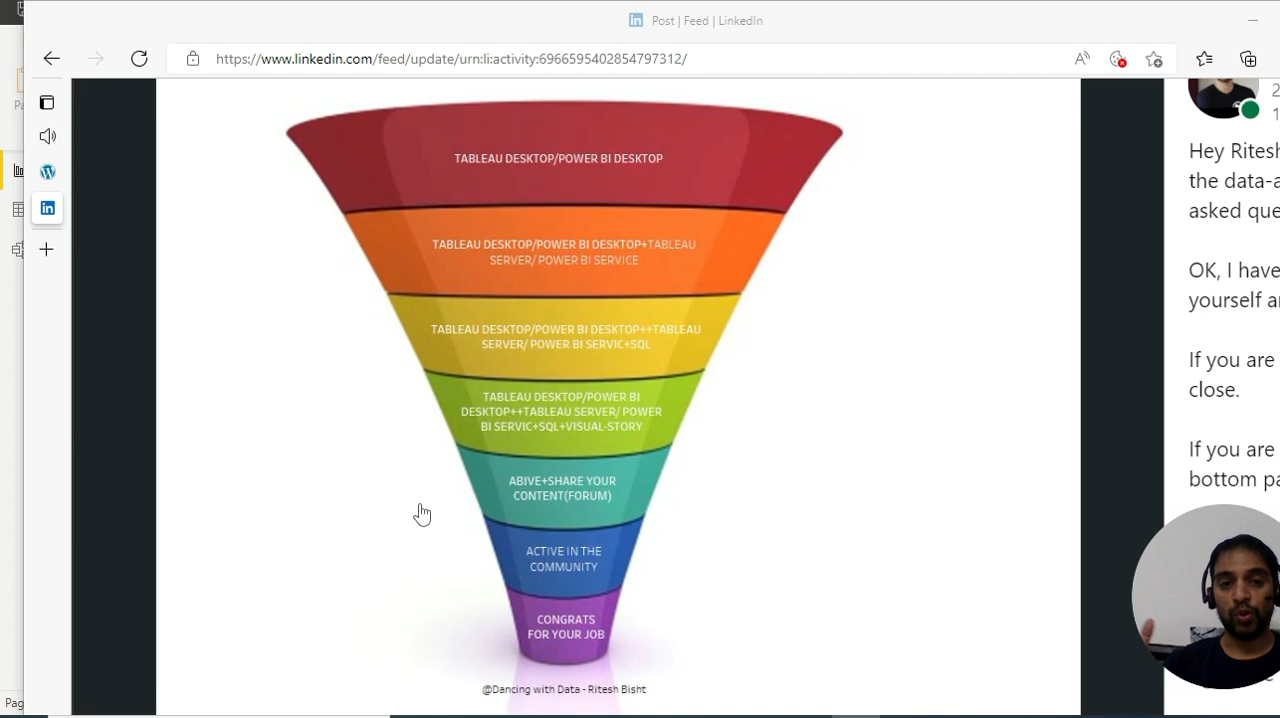 Post | Feed | LinkedIn
https://www.linkedin.com/feed/update/urn:li:activity:6966595402854797312/
TABLEAU DESKTOP/POWER BI DESKTOP
TABLEAU DESKTOP/POWER BI DESKTOP+TABLEAU
SERVER/ POWER BI SERVICE
TABLEAU DESKTOP/POWER BI DESKTOP++TABLEAU
SERVER/ POWER BI SERVIC+SQL
TABLEAU DESKTOP/POWER BI
DESKTOP++TABLEAU SERVER/ POWER
BI SERVIC+SQL+VISUAL-STORY
ABIVE+SHARE YOUR
CONTENT(FORUM)
ACTIVE IN THE
COMMUNITY
CONGRATS
FOR YOUR JOB
@Dancing with Data - Ritesh Bisht
Hey Ritesh
the data-a
asked que
OK, I have
yourself a
If you are
close.
If you are
bottom pa
Pa
Pag